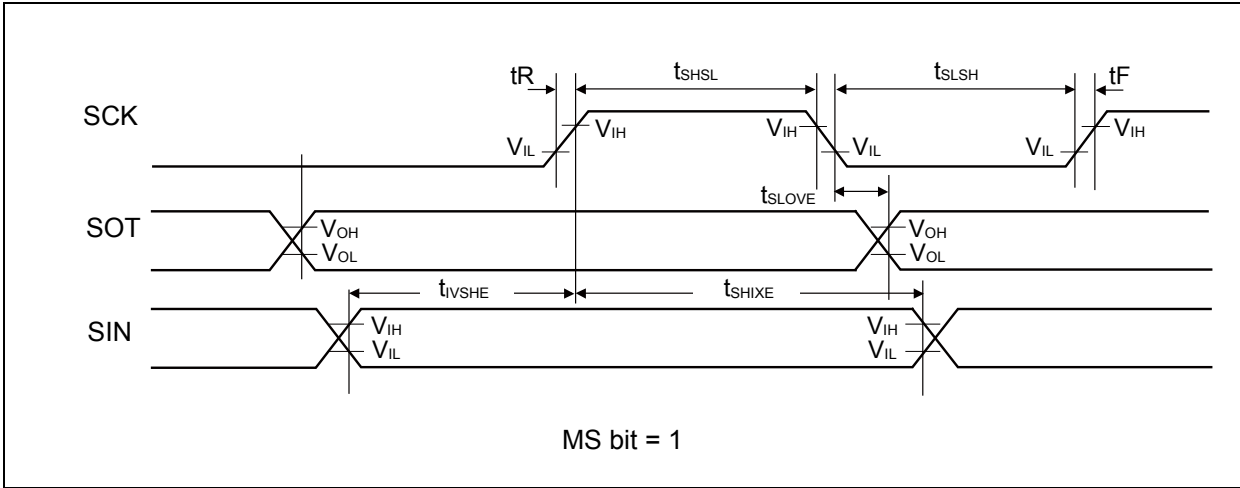 tR tSHSL tSLSH tF
SCK
VIH VIH VIH
VIL VIL VIL
tSLOVE
SOT
VOH VOH
VOL VOL
tIVSHE tSHIXE
SIN
VIH VIH
VIL VIL
MS bit = 1